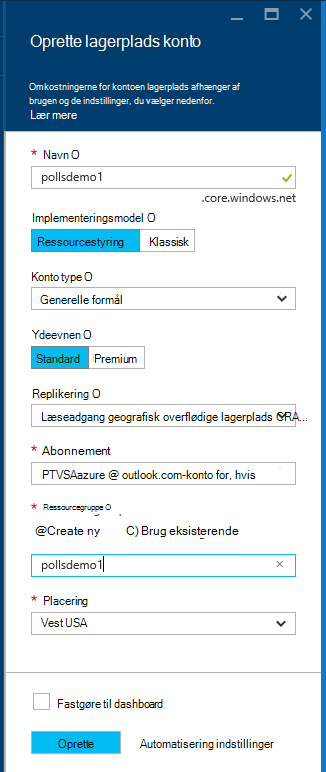 Oprette lagerplads konto
Omkostningerne for kontoen lagerplads afhænger af
brugen og de indstillinger, du vælger nedenfor.
Lær mere
* Navn O
pollsdemo1
.core.windows.net
Implementeringsmodel O
Ressourcestyring Klassisk
Konto type O
Generelle formål
Ydeevnen O
Standard Premium
Replikering O
Læseadgang geografisk overflødige lagerplads GRA...
* Abonnement
PTVSAazure @ outlook.com-konto for, hvis
* Ressourcegruppe O
@Create ny C) Brug eksisterende
pollsdemo1
* Placering
Vest USA
Fastgøre til dashboard
Oprette Automatisering indstillinger